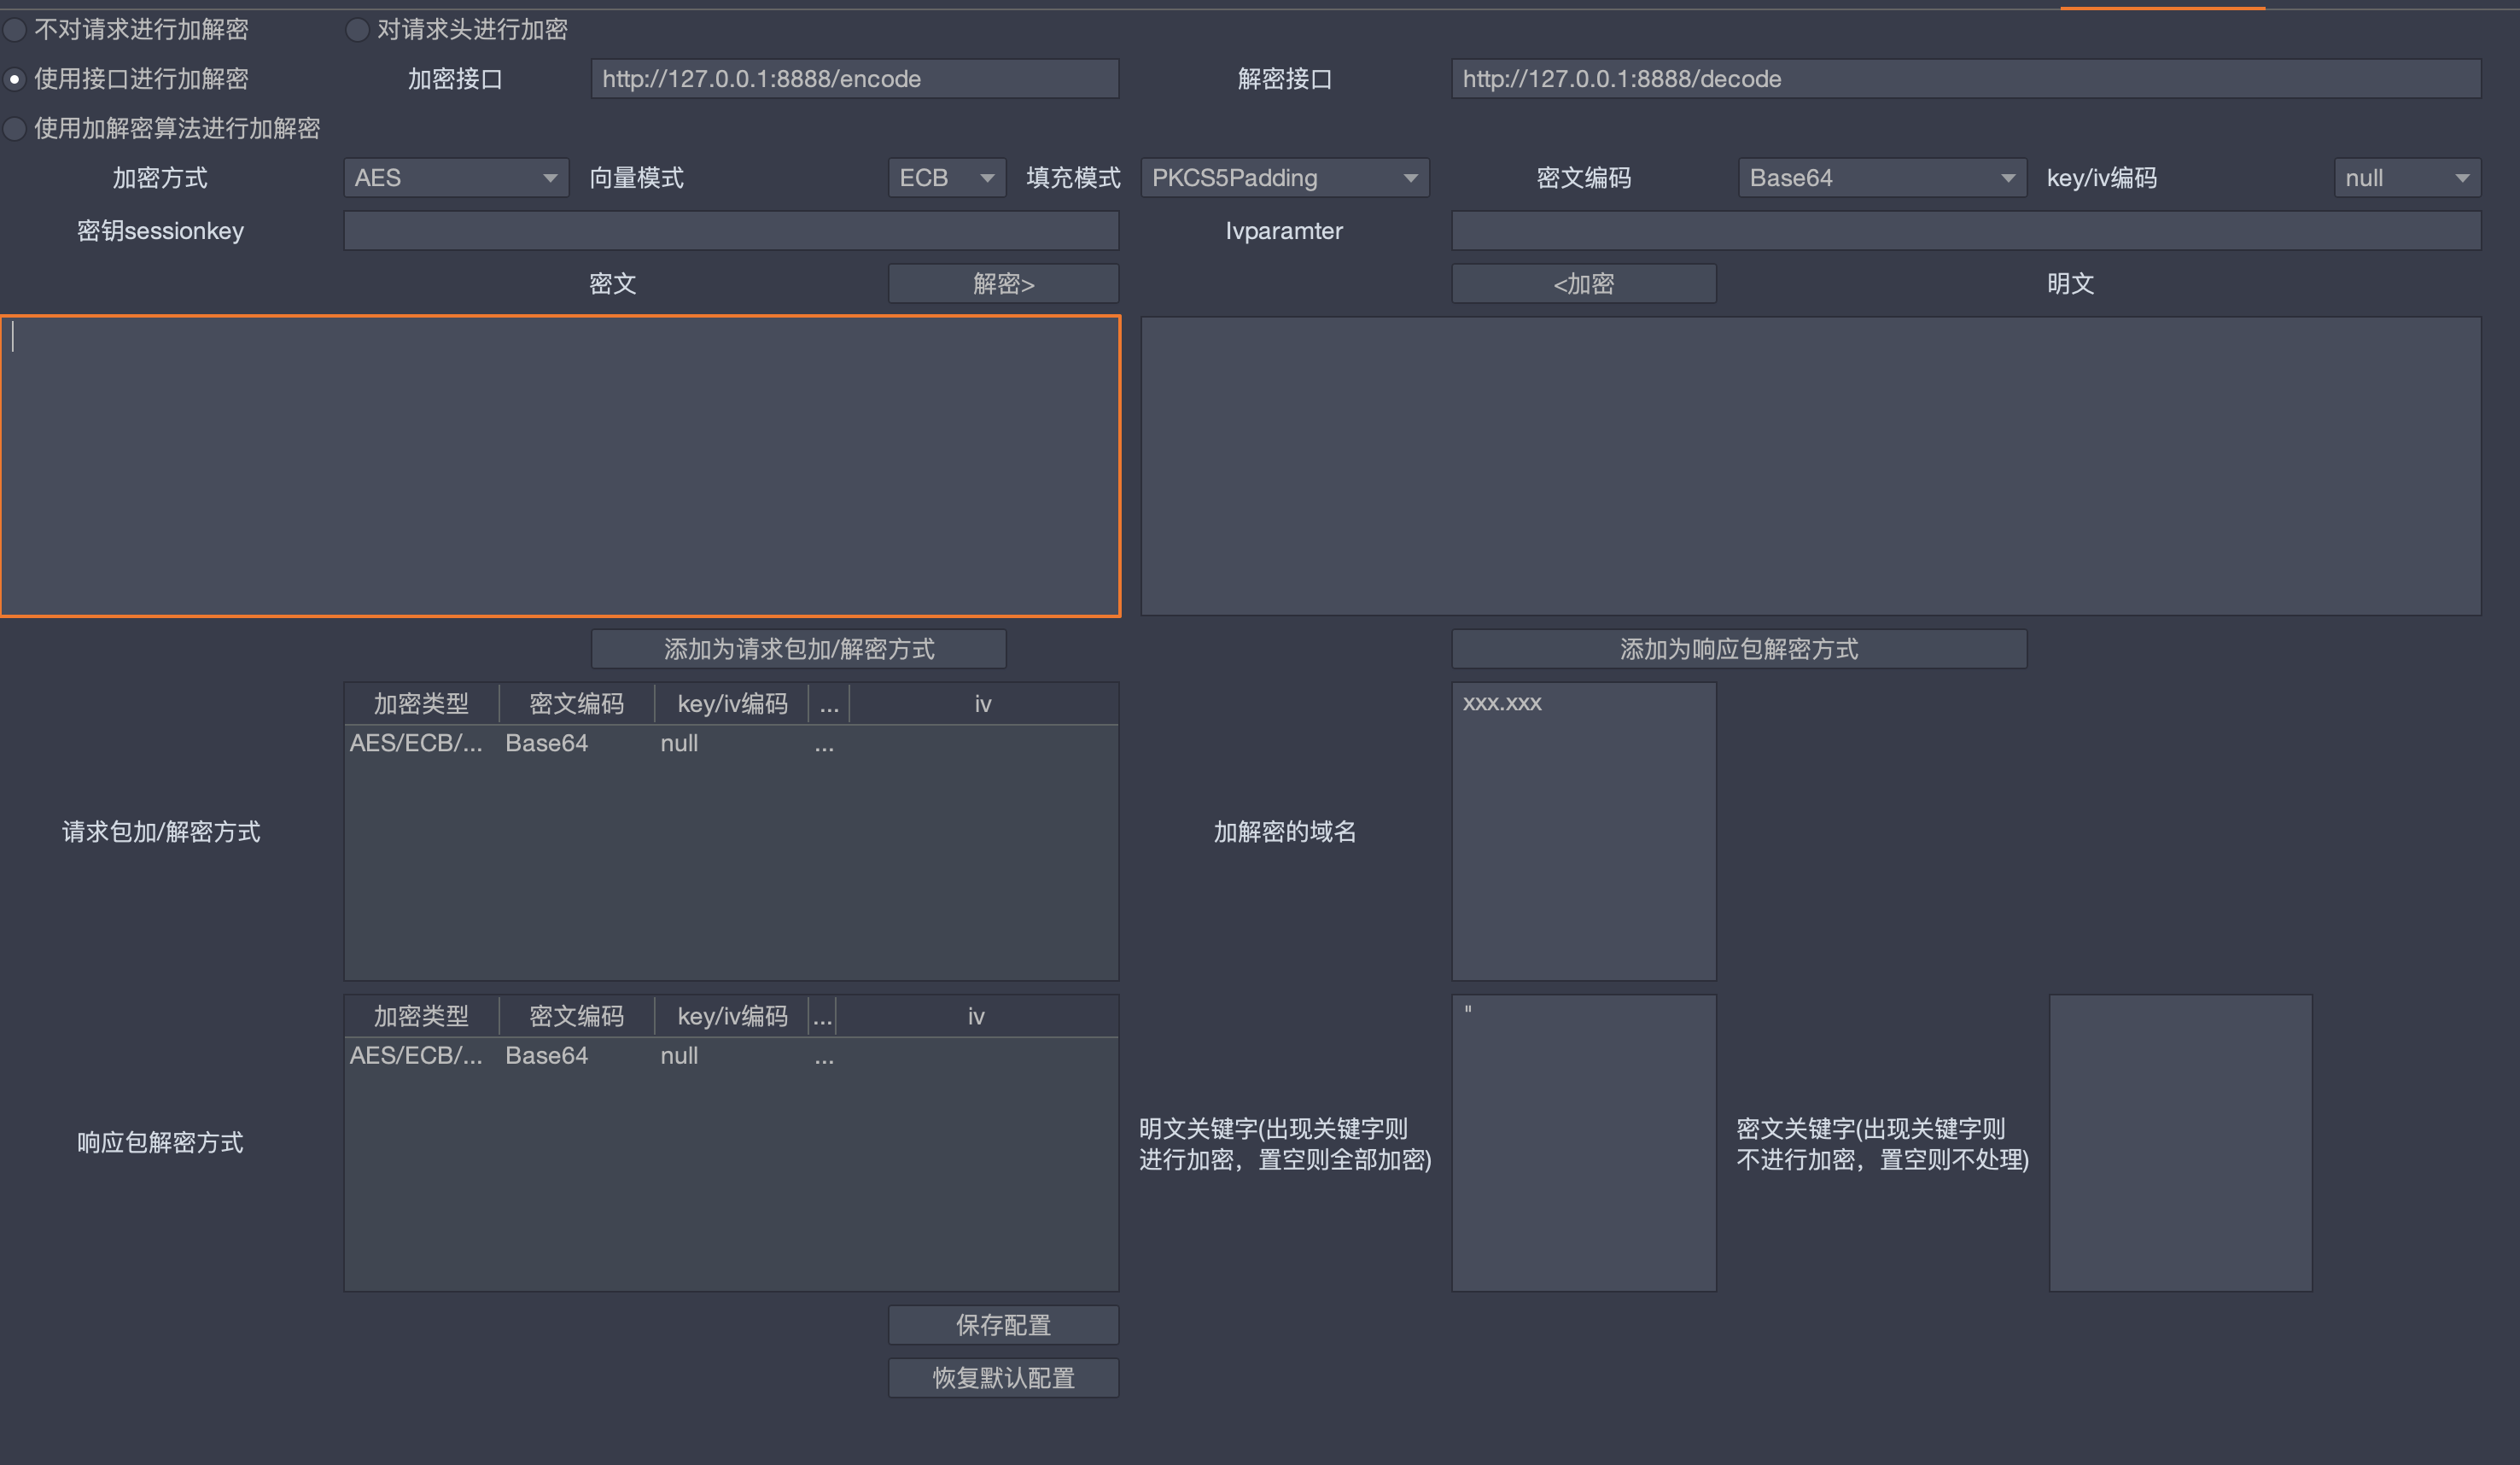 不对请求进行加解密 对请求头进行加密
使用接口进行加解密 加密接口 http://127.0.0.1:8888/encode 解密接口 http://127.0.0.1:8888/decode
使用加解密算法进行加解密
加密方式 AES 向量模式 ECB 填充模式 PKCS5Padding 密文编码 Base64 key/iv编码 null
密钥sessionkey Ivparamter
密文 解密> <加密 明文
添加为请求包加/解密方式 添加为响应包解密方式
加密类型 密文编码 key/iv编码 ... iv xxx.xxx
AES/ECB/... Base64 null ...
请求包加/解密方式 加解密的域名
加密类型 密文编码 key/iv编码 ... iv "
AES/ECB/... Base64 null ...
响应包解密方式
明文关键字(出现关键字则
进行加密，置空则全部加密)
密文关键字(出现关键字则
不进行加密，置空则不处理)
保存配置
恢复默认配置